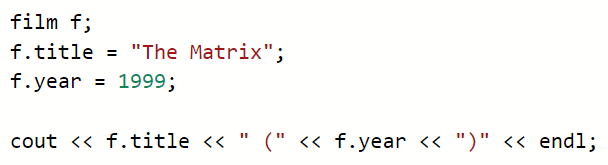 film f;
f.title = "The Matrix";
f.year = 1999;
cout << f.title << " (" << f.year << ")" << endl;